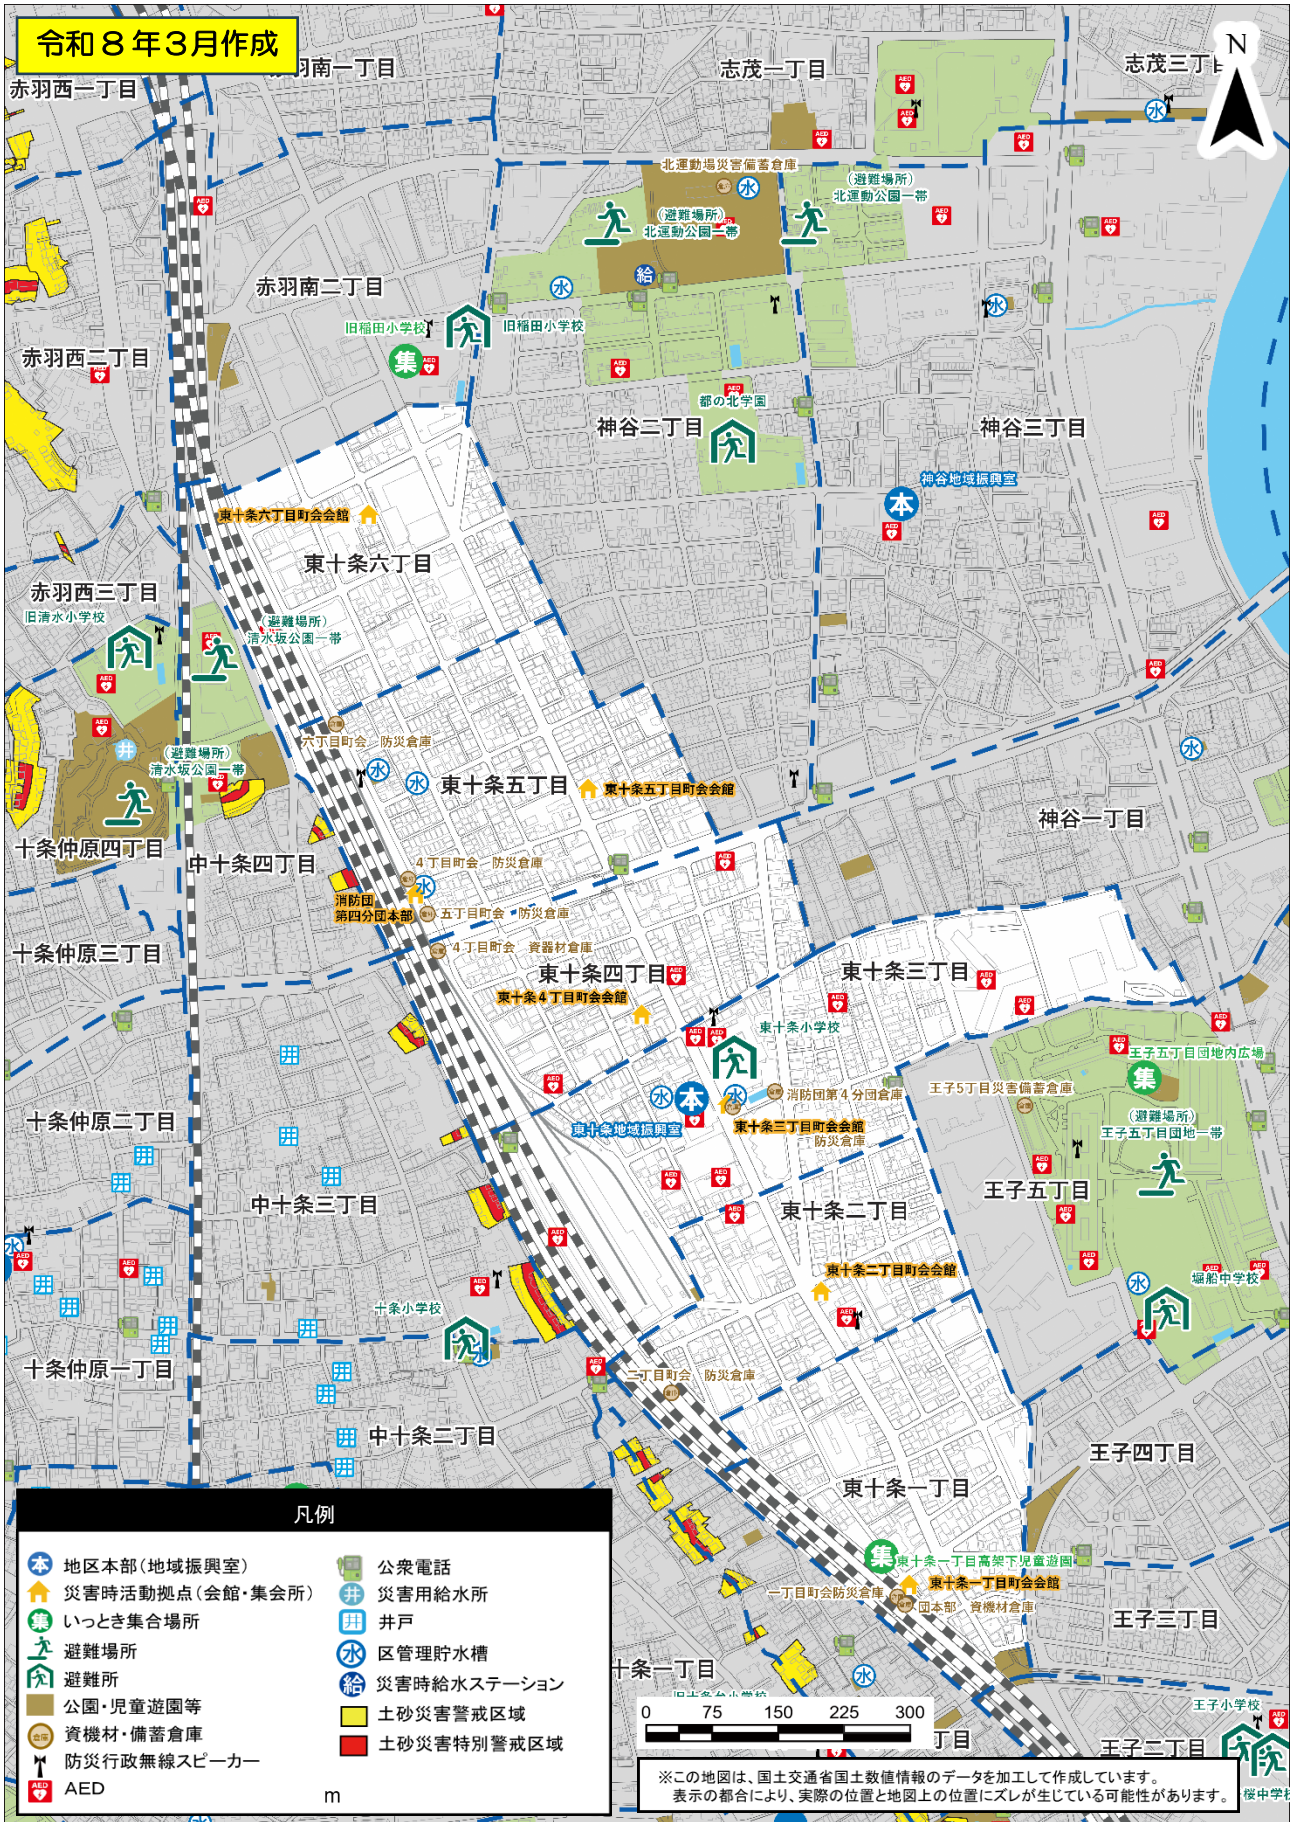 令和８年３月作成
N
赤羽西一丁目
赤羽南一丁目
志茂一丁目
志茂三丁目
北運動場災害備蓄倉庫
（避難場所）
北運動公園一帯
（避難場所）
北運動公園一帯
赤羽南二丁目
旧稲田小学校
旧稲田小学校
赤羽西二丁目
都の北学園
神谷二丁目
神谷三丁目
神谷地域振興室
東十条六丁目町会会館
東十条六丁目
赤羽西三丁目
旧清水小学校
（避難場所）
清水坂公園一帯
六丁目町会　防災倉庫
（避難場所）
清水坂公園一帯
東十条五丁目
東十条五丁目町会会館
神谷一丁目
十条仲原四丁目
中十条四丁目
４丁目町会　防災倉庫
消防団
第四分団本部
五丁目町会　防災倉庫
４丁目町会　資器材倉庫
十条仲原三丁目
東十条四丁目
東十条三丁目
東十条４丁目町会会館
東十条小学校
王子五丁目団地内広場
王子５丁目災害備蓄倉庫
消防団第４分団倉庫
東十条地域振興室
東十条三丁目町会会館
防災倉庫
（避難場所）
王子五丁目団地一帯
十条仲原二丁目
中十条三丁目
王子五丁目
東十条二丁目
東十条二丁目町会会館
堀船中学校
十条小学校
十条仲原一丁目
二丁目町会　防災倉庫
中十条二丁目
王子四丁目
東十条一丁目
東十条一丁目高架下児童遊園
東十条一丁目町会会館
一丁目町会防災倉庫
団本部　資機材倉庫
王子三丁目
十条一丁目
旧十条台小学校
王子小学校
王子二丁目
桜中学校
丁目
凡例
本 地区本部（地域振興室）
災害時活動拠点（会館・集会所）
集 いっとき集合場所
避難場所
避難所
公園・児童遊園等
倉庫 資機材・備蓄倉庫
防災行政無線スピーカー
AED AED
公衆電話
井 災害用給水所
井 井戸
水 区管理貯水槽
給 災害時給水ステーション
土砂災害警戒区域
土砂災害特別警戒区域
m
0 75 150 225 300
※この地図は、国土交通省国土数値情報のデータを加工して作成しています。
表示の都合により、実際の位置と地図上の位置にズレが生じている可能性があります。